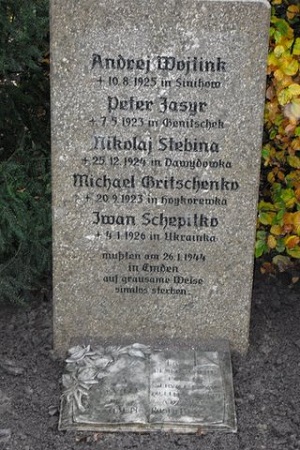 Andrej Wojtink
+ 10.8.1925 in Sinihow
Peter Jasyr
+ 7.5.1923 in Genitschek
Nikolaj Stebina
+ 25.12.1924 in Dawydowka
Michael Gritschenko
+ 20.9.1923 in Hoykorewka
Iwan Schepitko
+ 4.1.1926 in Ukrainka
mußten am 26.1.1944
in Emden
auf grausame Weise
sinnlos sterben.